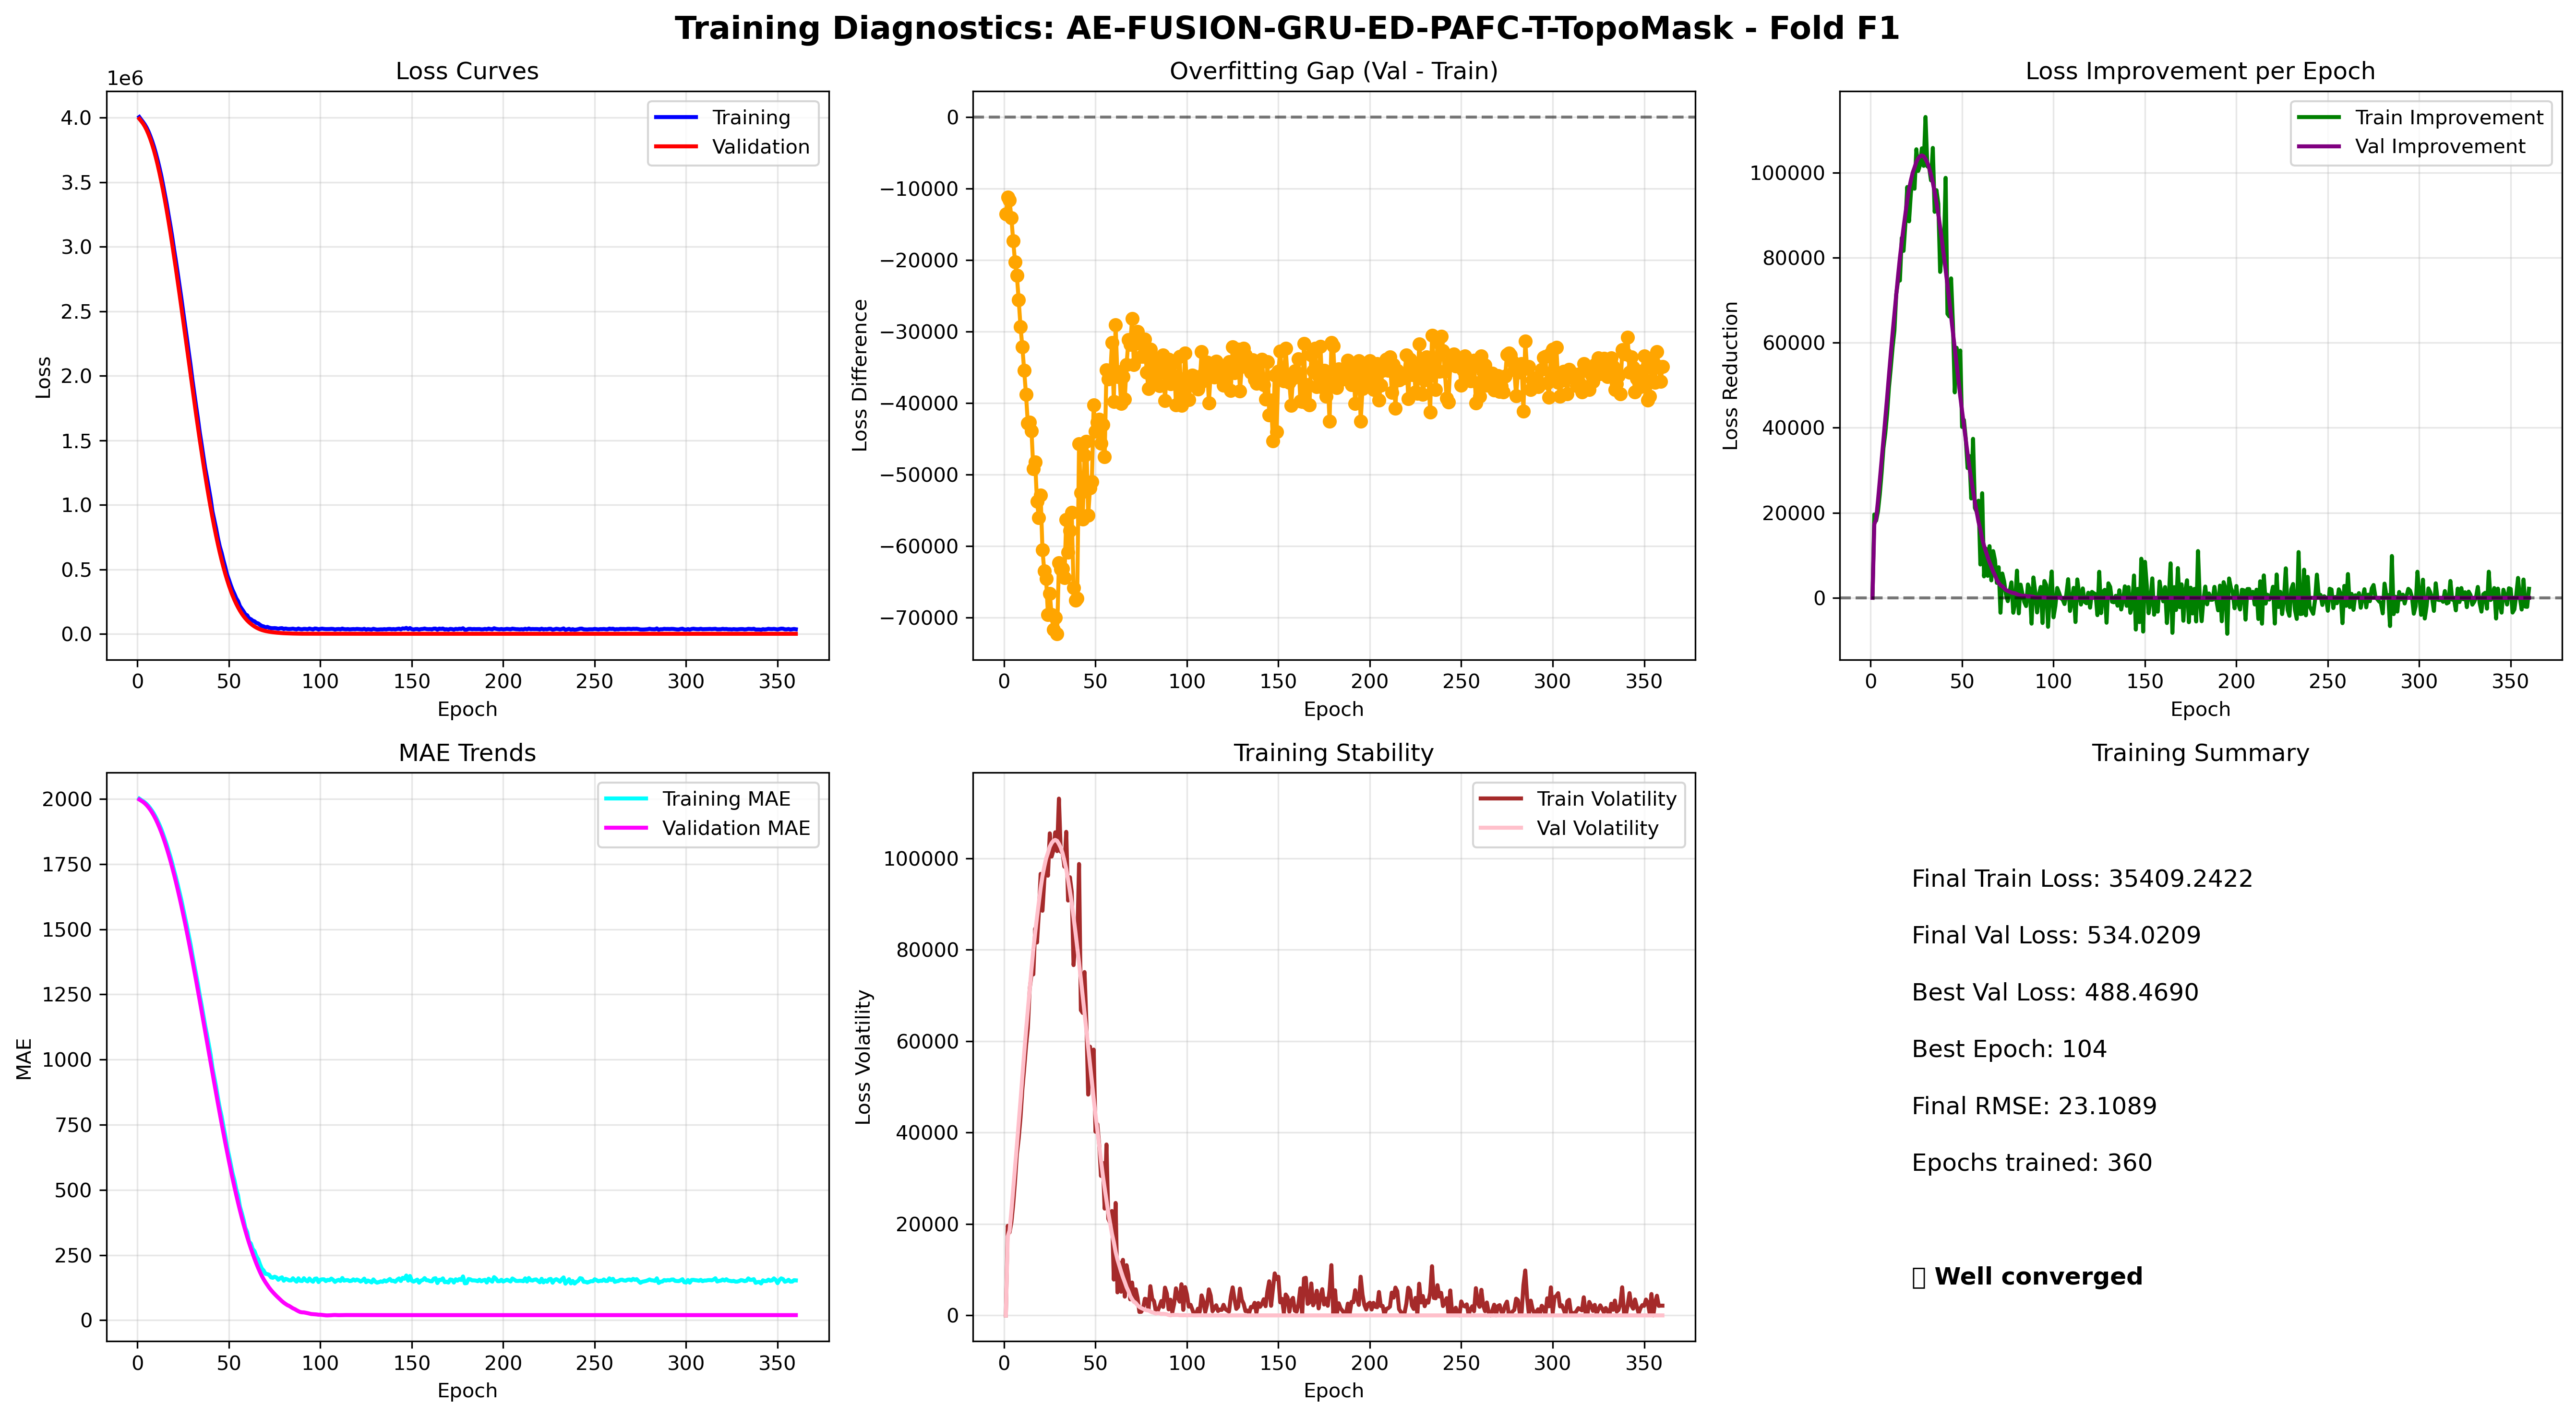 Training Diagnostics: AE-FUSION-GRU-ED-PAFC-T-TopoMask - Fold F1
Loss Curves
1e6
4.0
3.5
3.0
2.5
2.0
1.5
1.0
0.5
0.0
Loss
0 50 100 150 200 250 300 350
Epoch
Training
Validation
Overfitting Gap (Val - Train)
0
−10000
−20000
−30000
−40000
−50000
−60000
−70000
Loss Difference
0 50 100 150 200 250 300 350
Epoch
Loss Improvement per Epoch
100000
80000
60000
40000
20000
0
Loss Reduction
0 50 100 150 200 250 300 350
Epoch
Train Improvement
Val Improvement
MAE Trends
2000
1750
1500
1250
1000
750
500
250
0
MAE
0 50 100 150 200 250 300 350
Epoch
Training MAE
Validation MAE
Training Stability
100000
80000
60000
40000
20000
0
Loss Volatility
0 50 100 150 200 250 300 350
Epoch
Train Volatility
Val Volatility
Training Summary
Final Train Loss: 35409.2422
Final Val Loss: 534.0209
Best Val Loss: 488.4690
Best Epoch: 104
Final RMSE: 23.1089
Epochs trained: 360
Well converged